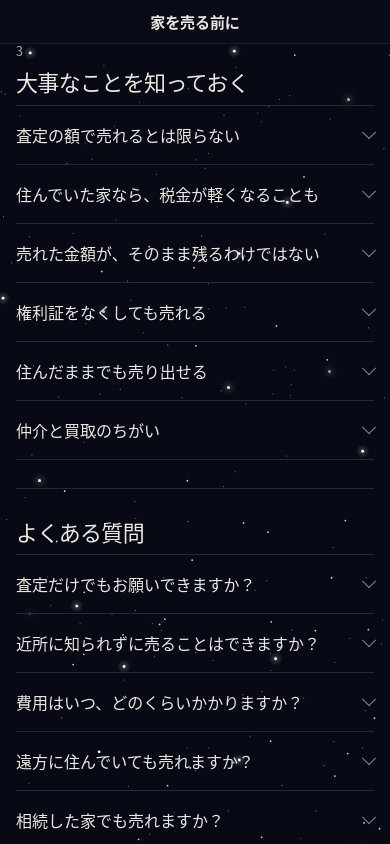 家を売る前に
3
大事なことを知っておく
査定の額で売れるとは限らない
住んでいた家なら、税金が軽くなることも
売れた金額が、そのまま残るわけではない
権利証をなくしても売れる
住んだままでも売り出せる
仲介と買取のちがい
よくある質問
査定だけでもお願いできますか？
近所に知られずに売ることはできますか？
費用はいつ、どのくらいかかりますか？
遠方に住んでいても売れますか？
相続した家でも売れますか？